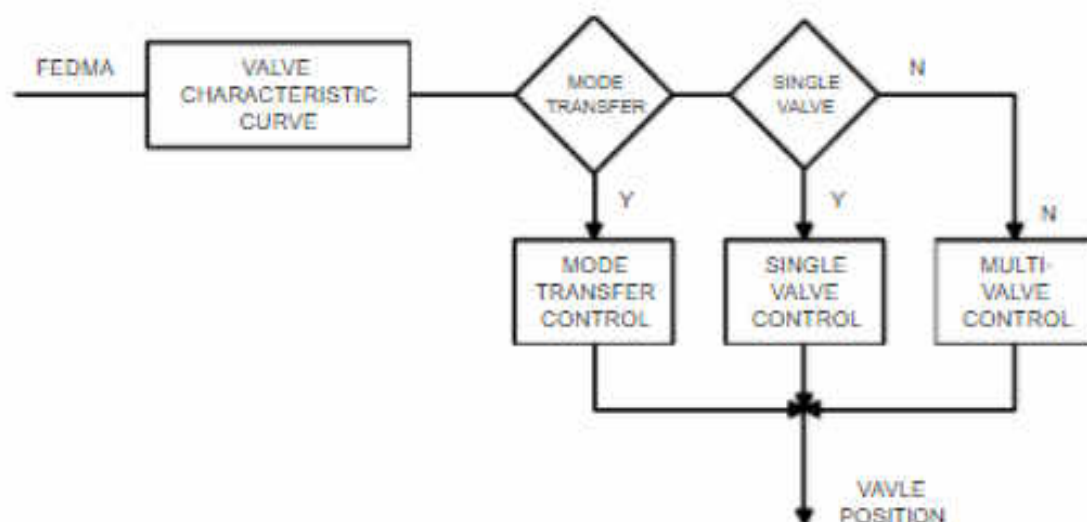 FEDMA
VALVE
CHARACTERISTIC
CURVE
MODE
TRANSFER
SINGLE
VALVE
N
Y
Y
N
MODE
TRANSFER
CONTROL
SINGLE
VALVE
CONTROL
MULTI-
VALVE
CONTROL
VAVLE
POSITION